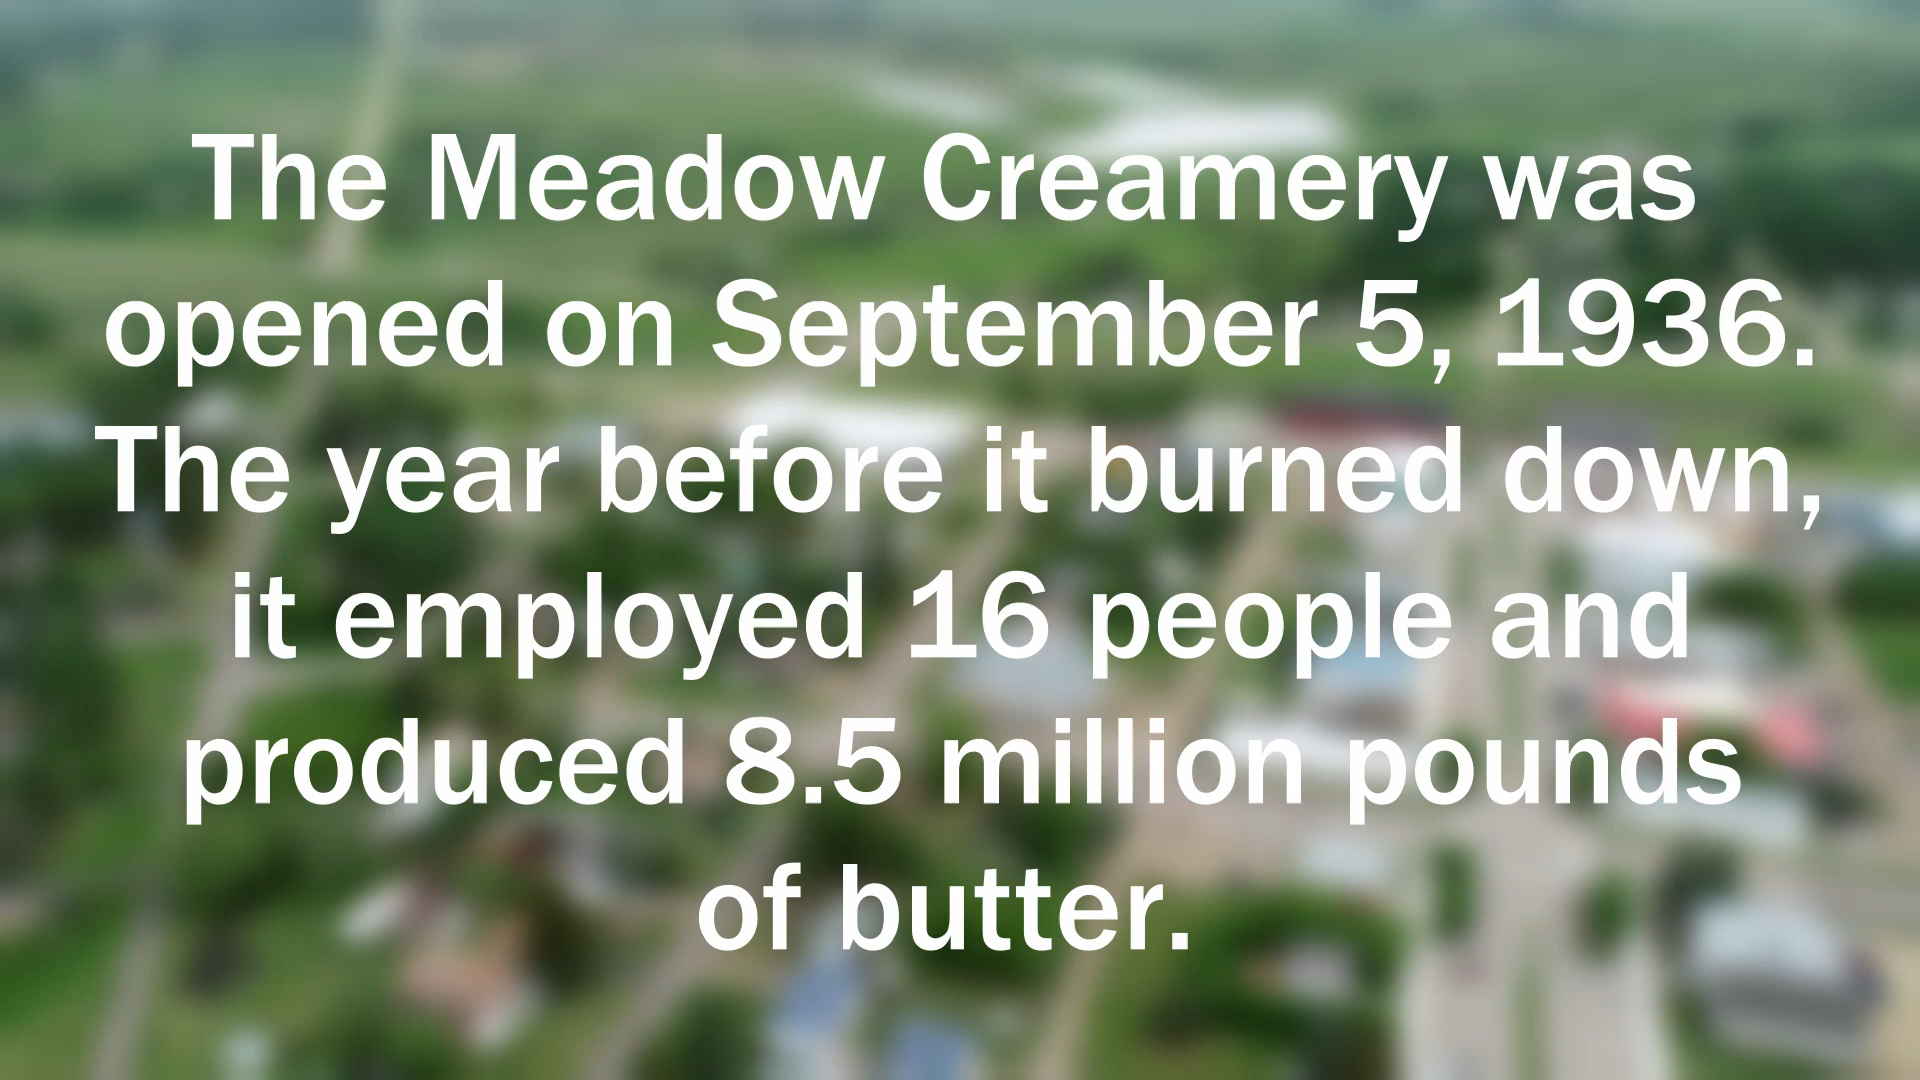 The Meadow Creamery was
opened on September 5, 1936.
The year before it burned down,
it employed 16 people and
produced 8.5 million pounds
of butter.